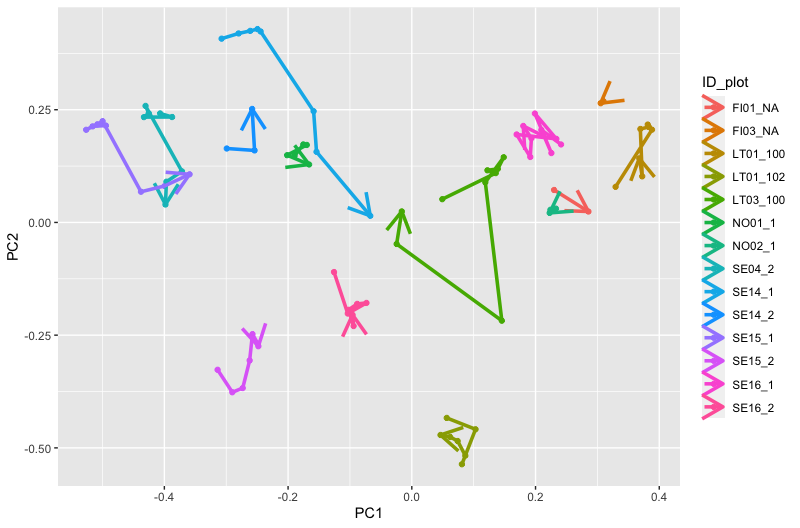 ID_plot
FI01_NA
FI03_NA
LT01_100
LT01_102
LT03_100
NO01_1
NO02_1
SE04_2
SE14_1
SE14_2
SE15_1
SE15_2
SE16_1
SE16_2
0.25
0.00
-0.25
-0.50
PC2
-0.4 -0.2 0.0 0.2 0.4
PC1